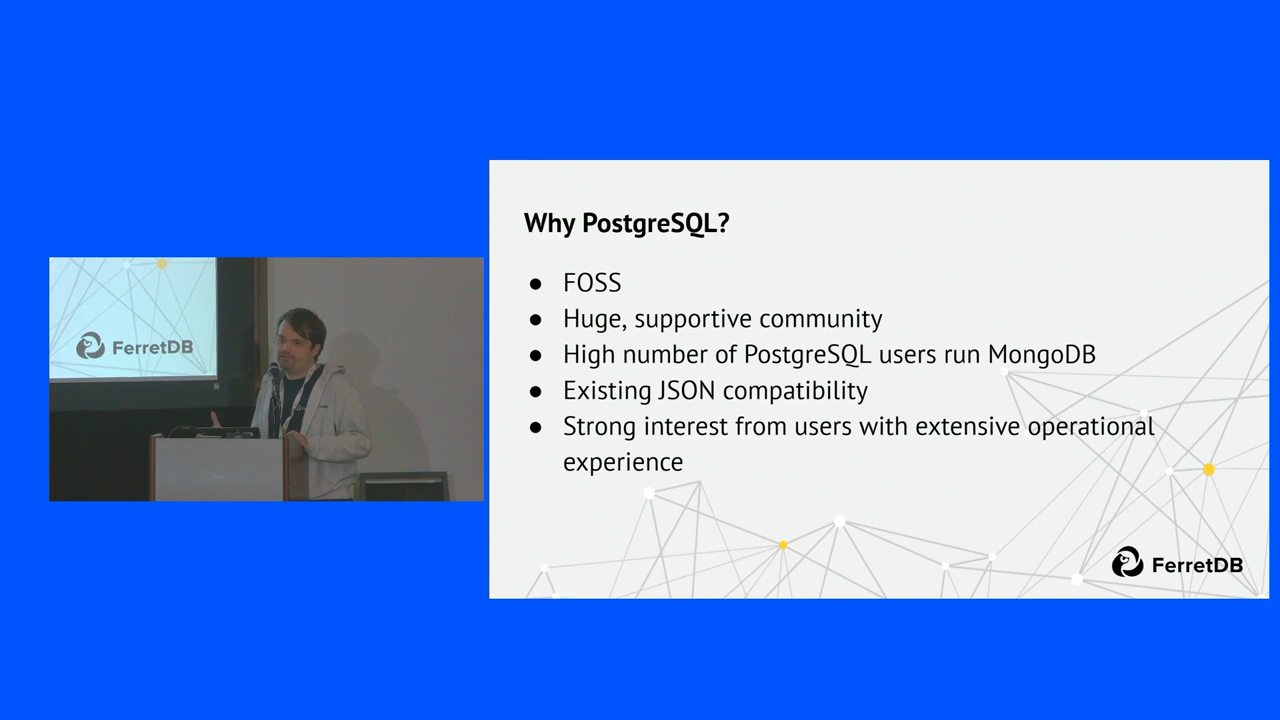 Why PostgreSQL?
● FOSS
● Huge, supportive community
● High number of PostgreSQL users run MongoDB
● Existing JSON compatibility
● Strong interest from users with extensive operational
experience
FerretDB
FerretDB